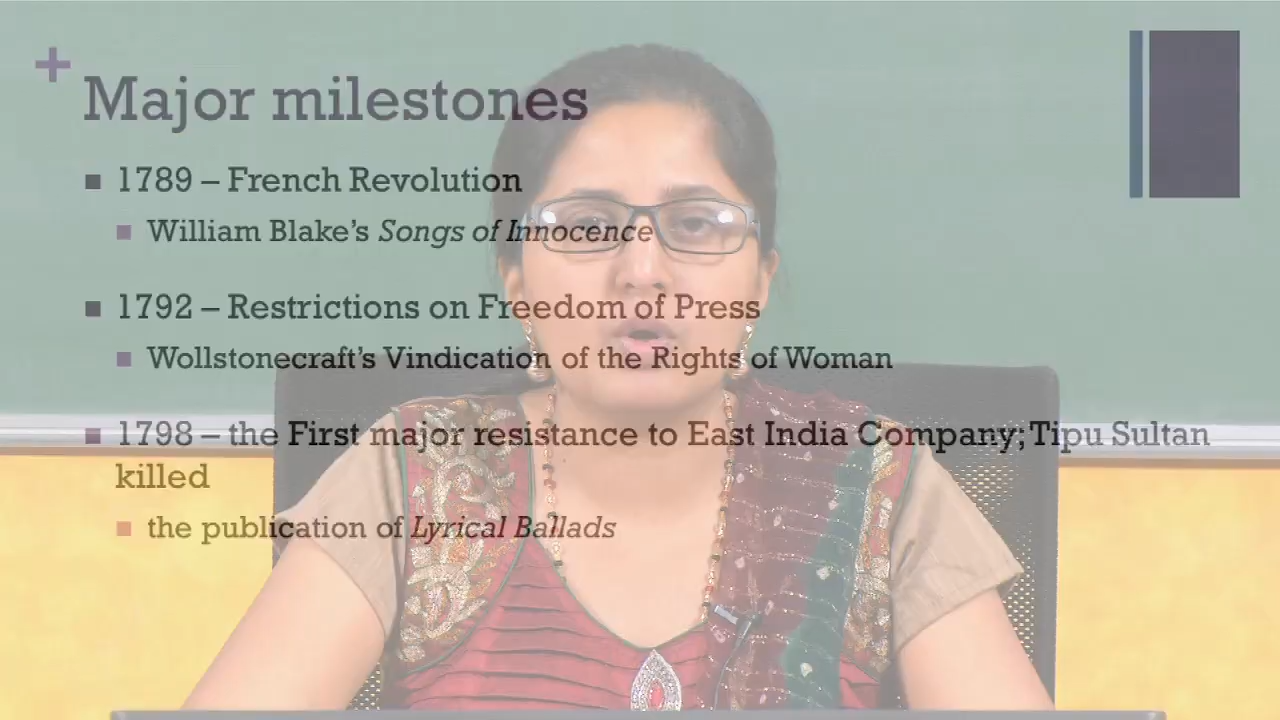 Major milestones
1789 – French Revolution
William Blake's Songs of Innocence
1792 – Restrictions on Freedom of Press
Wollstonecraft's Vindication of the Rights of Woman
1798 – the First major resistance to East India Company; Tipu Sultan
killed
the publication of Lyrical Ballads